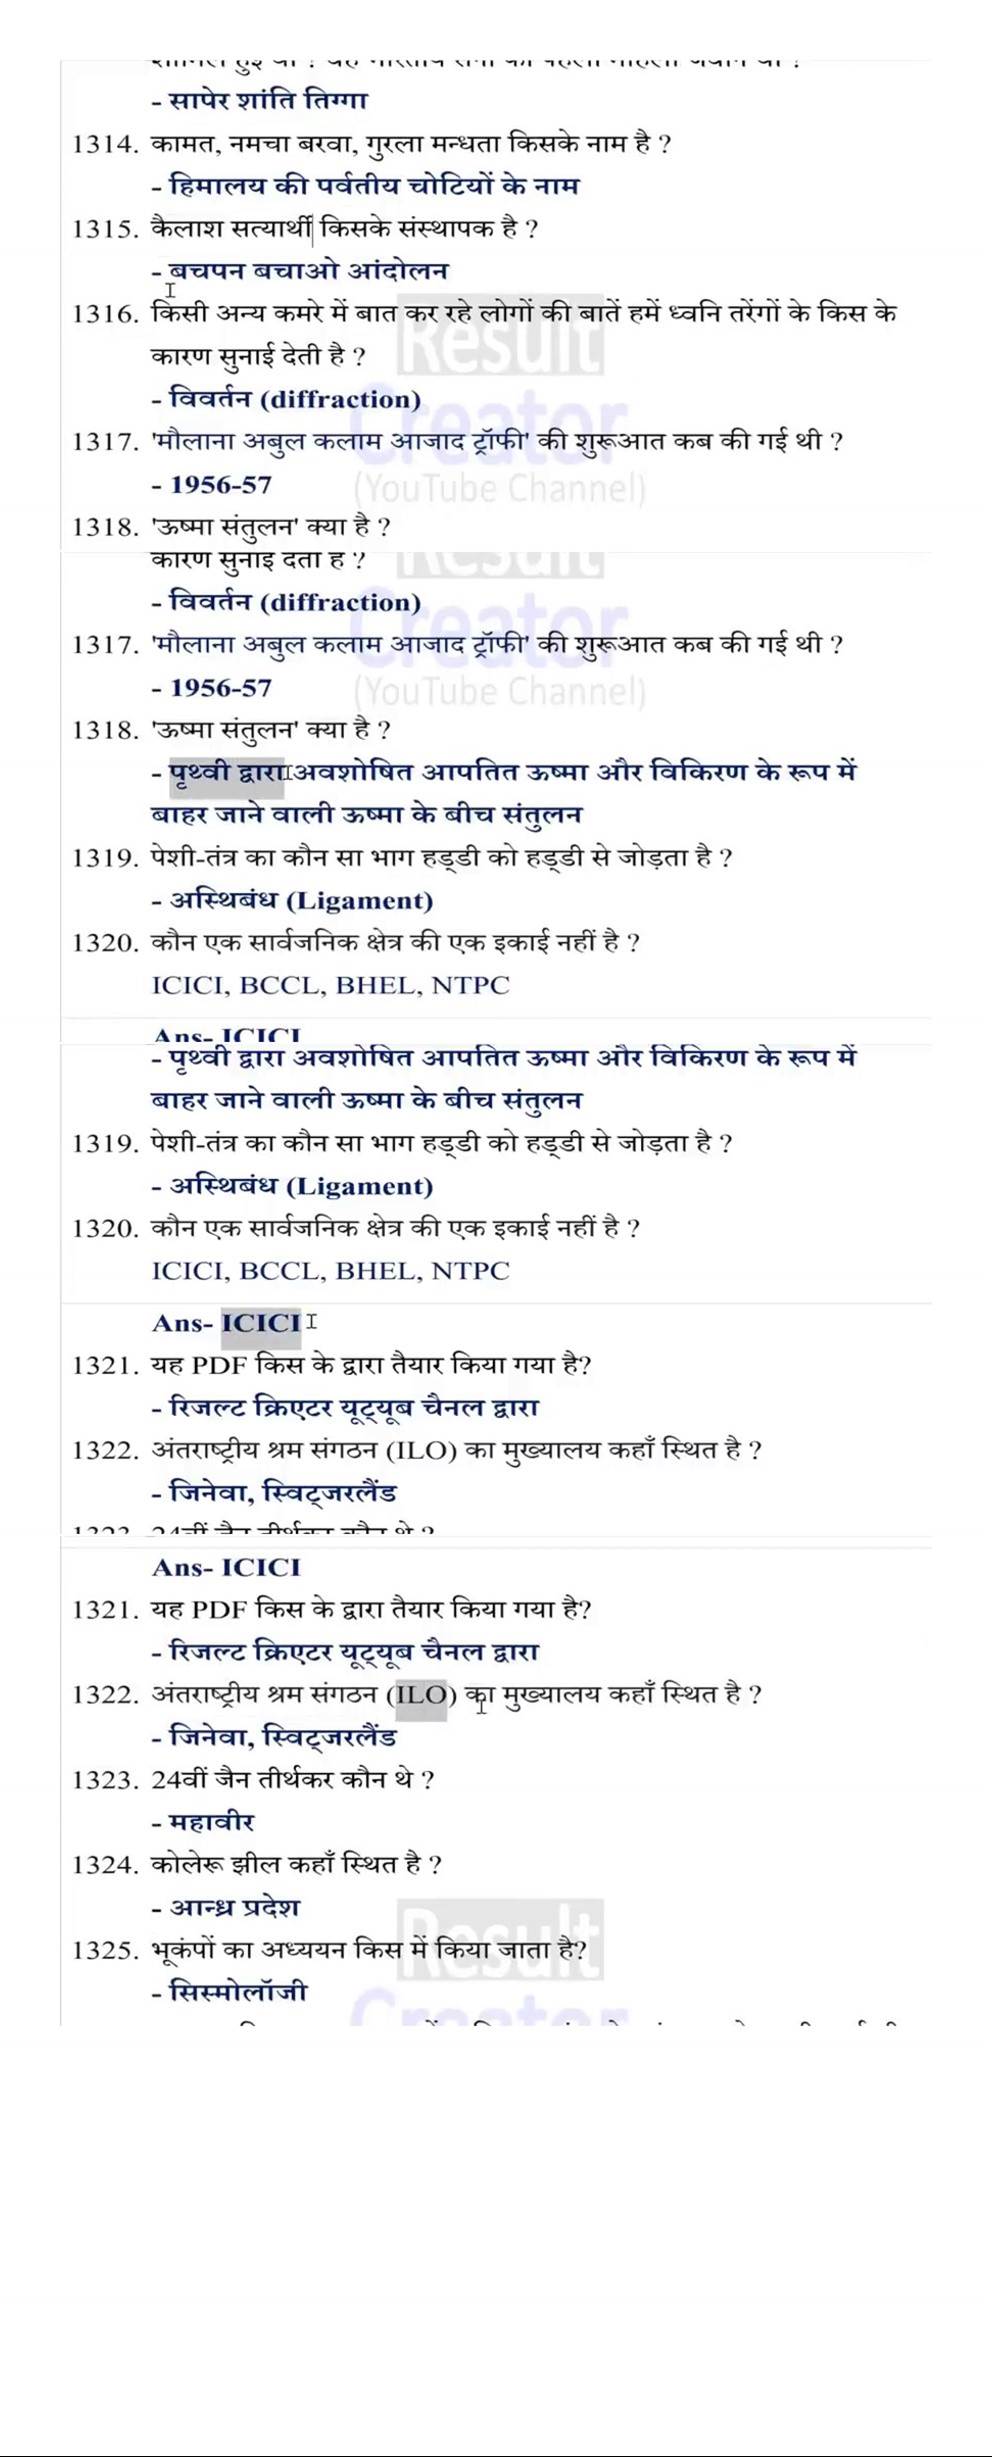 - सापेर शांति तिग्गा
1314. कामत, नमचा बरवा, गुरला मन्धता किसके नाम है ?
- हिमालय की पर्वतीय चोटियों के नाम
1315. कैलाश सत्यार्थी किसके संस्थापक है ?
- बचपन बचाओ आंदोलन
1316. किसी अन्य कमरे में बात कर रहे लोगों की बातें हमें ध्वनि तरेंगों के किस के
कारण सुनाई देती है ?
Result
- विवर्तन (diffraction)
Creator
1317. 'मौलाना अबुल कलाम आजाद ट्रॉफी' की शुरूआत कब की गई थी ?
- 1956-57
(YouTube Channel)
1318. 'ऊष्मा संतुलन' क्या है ?
कारण सुनाई देती है ?
Result
- विवर्तन (diffraction)
Creator
1317. 'मौलाना अबुल कलाम आजाद ट्रॉफी' की शुरूआत कब की गई थी ?
- 1956-57
(YouTube Channel)
1318. 'ऊष्मा संतुलन' क्या है ?
- पृथ्वी द्वारा अवशोषित आपतित ऊष्मा और विकिरण के रूप में
बाहर जाने वाली ऊष्मा के बीच संतुलन
1319. पेशी-तंत्र का कौन सा भाग हड्डी को हड्डी से जोड़ता है ?
- अस्थिबंध (Ligament)
1320. कौन एक सार्वजनिक क्षेत्र की एक इकाई नहीं है ?
ICICI, BCCL, BHEL, NTPC
Ans- ICICI
- पृथ्वी द्वारा अवशोषित आपतित ऊष्मा और विकिरण के रूप में
बाहर जाने वाली ऊष्मा के बीच संतुलन
1319. पेशी-तंत्र का कौन सा भाग हड्डी को हड्डी से जोड़ता है ?
- अस्थिबंध (Ligament)
1320. कौन एक सार्वजनिक क्षेत्र की एक इकाई नहीं है ?
ICICI, BCCL, BHEL, NTPC
Ans- ICICI
1321. यह PDF किस के द्वारा तैयार किया गया है?
- रिजल्ट क्रिएटर यूट्यूब चैनल द्वारा
1322. अंतराष्ट्रीय श्रम संगठन (ILO) का मुख्यालय कहाँ स्थित है ?
- जिनेवा, स्विट्जरलैंड
Ans- ICICI
1321. यह PDF किस के द्वारा तैयार किया गया है?
- रिजल्ट क्रिएटर यूट्यूब चैनल द्वारा
1322. अंतराष्ट्रीय श्रम संगठन (ILO) का मुख्यालय कहाँ स्थित है ?
- जिनेवा, स्विट्जरलैंड
1323. 24वीं जैन तीर्थकर कौन थे ?
- महावीर
1324. कोलेरू झील कहाँ स्थित है ?
- आन्ध्र प्रदेश
Result
1325. भूकंपों का अध्ययन किस में किया जाता है?
- सिस्मोलॉजी
Creator